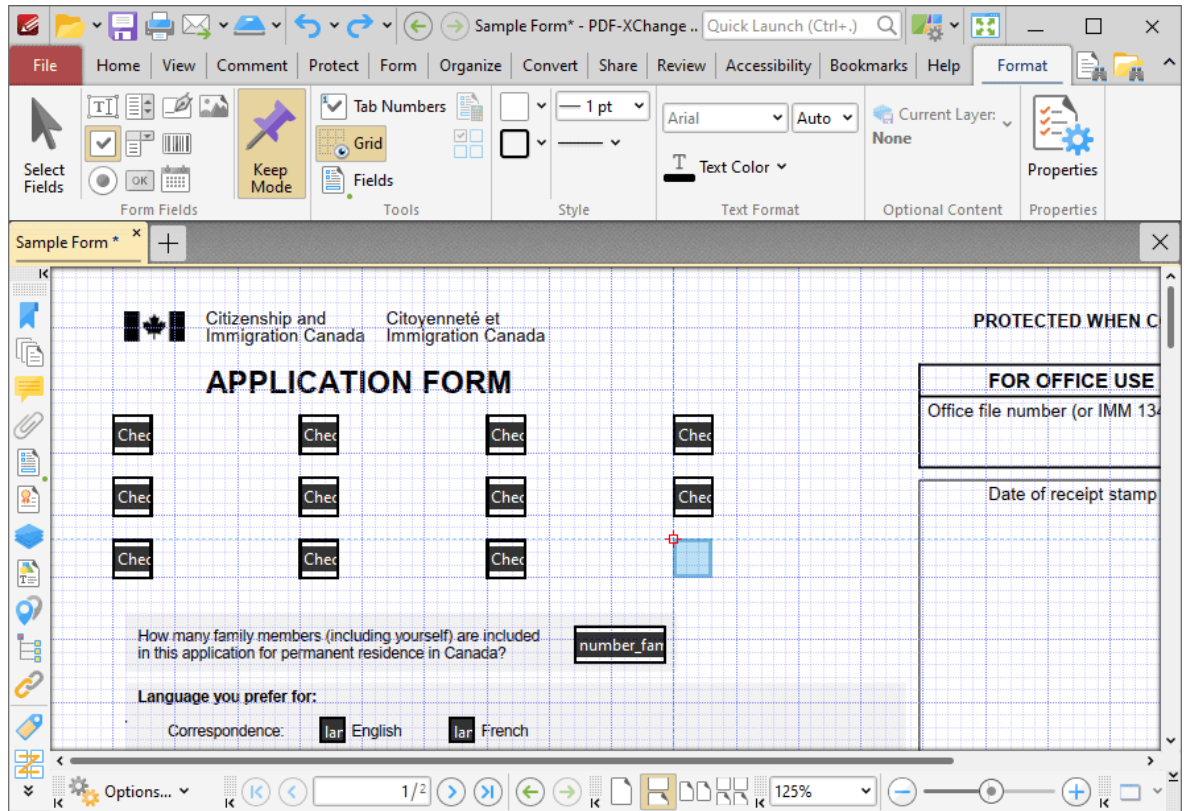 Sample Form* - PDF-XChange .. Quick Launch (Ctrl+.)
File Home View Comment Protect Form Organize Convert Share Review Accessibility Bookmarks Help Format
Select Fields
OK
Keep Mode
Tab Numbers
Grid
Fields
1 pt
Arial Auto
Text Color
Current Layer:
None
Properties
Form Fields Tools Style Text Format Optional Content Properties
Sample Form *
Citizenship and Citoyenneté et
Immigration Canada Immigration Canada
PROTECTED WHEN C
APPLICATION FORM
FOR OFFICE USE
Office file number (or IMM 134
Chec Chec Chec Chec
Chec Chec Chec Chec
Date of receipt stamp
Chec Chec Chec
How many family members (including yourself) are included
in this application for permanent residence in Canada?
number_fam
Language you prefer for:
Correspondence: lar English lar French
Options... 1/2 125%